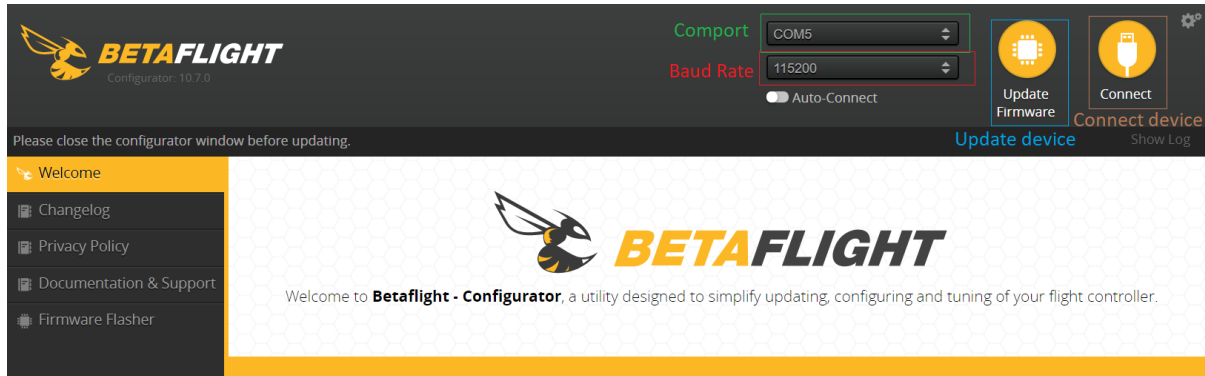 BETAFLIGHT
Configurator: 10.7.0
Comport
COM5
Baud Rate
115200
Auto-Connect
Update
Firmware
Connect
Connect device
Update device
Show Log
Please close the configurator window before updating.
Welcome
Changelog
Privacy Policy
Documentation & Support
Firmware Flasher
BETAFLIGHT
Welcome to Betaflight - Configurator, a utility designed to simplify updating, configuring and tuning of your flight controller.